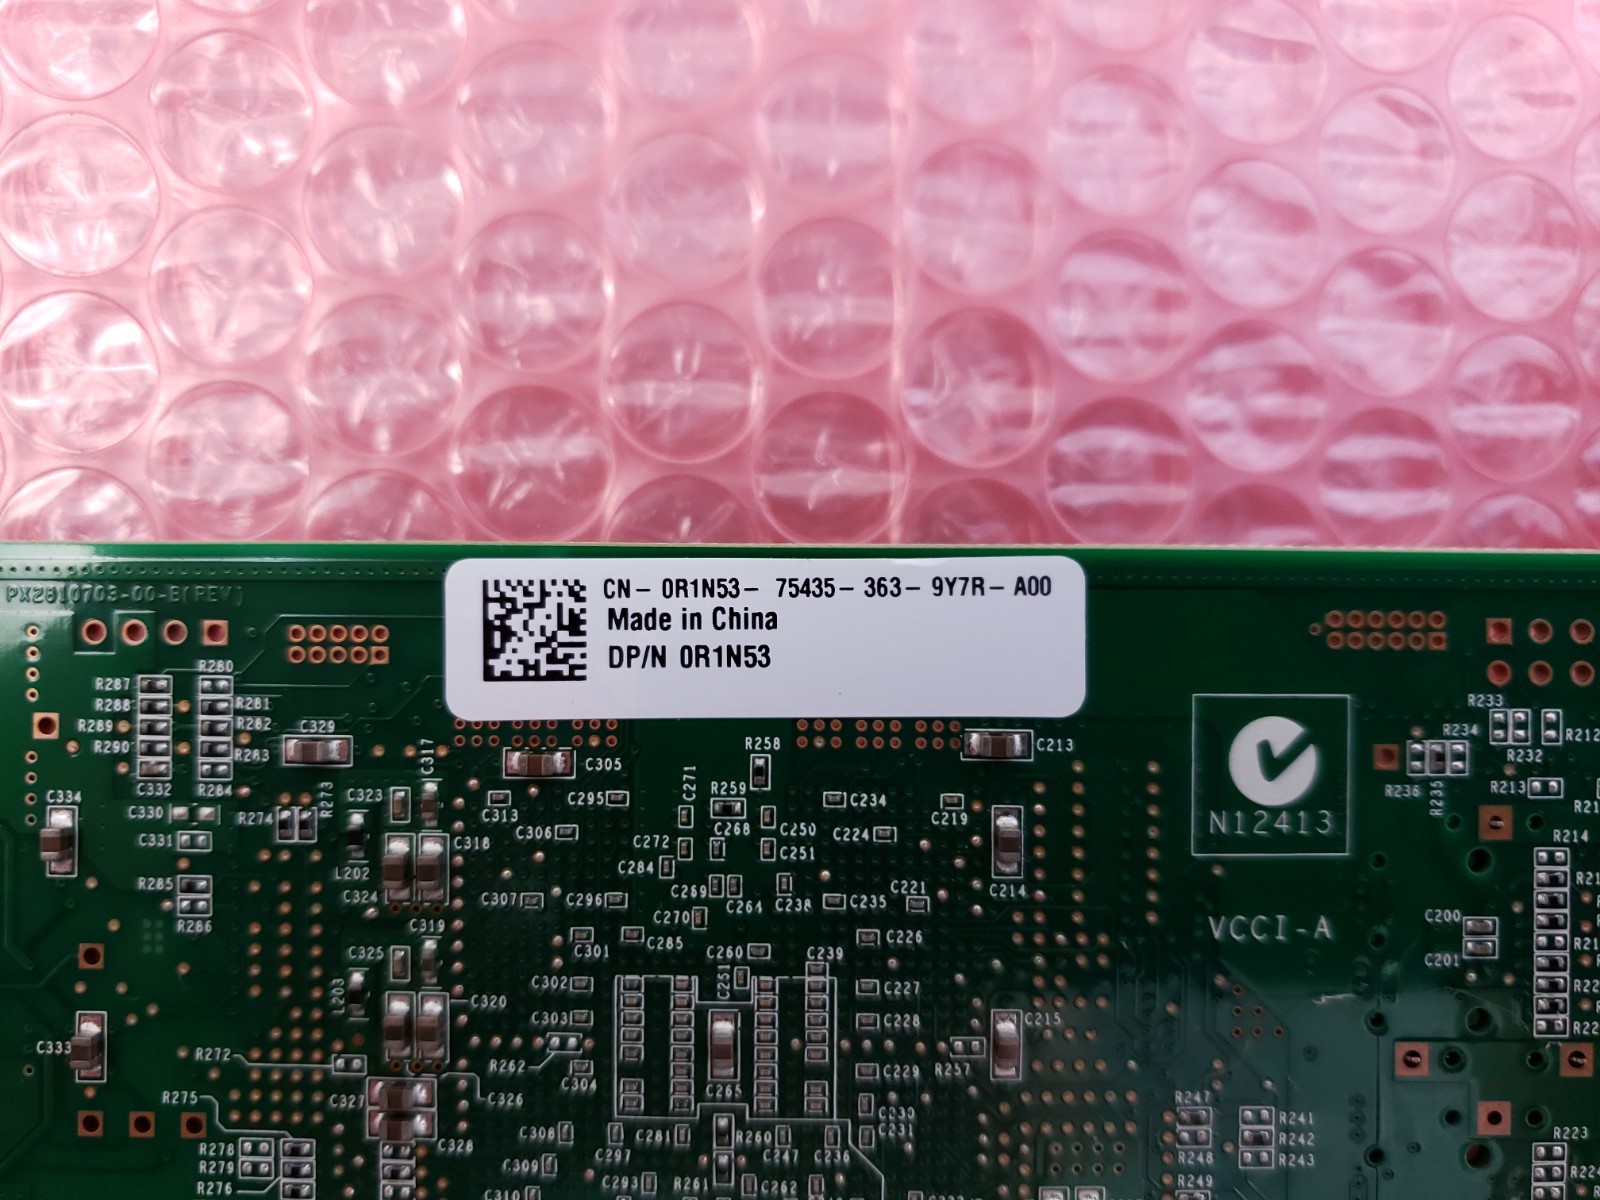 CN- 0R1N53- 75435- 363- 9Y7R- A00
Made in China
DP/N 0R1N53
PX2810703-00-B(REV)
R280
R287
R288
R289
R290
R281
R282
R283
C332
R284
C329
C317
C305
R258
C213
R233
R234
R212
R232
R236
R235
R213
C334
C330
C331
R274
R273
C323
C313
C295
C271
R259
C234
C219
C306
C272
C268
C250
C224
C251
N12413
R214
C318
L202
C324
C284
C269
C264
C238
C235
C221
C214
R285
R286
C307
C296
C270
C319
C325
C301
C285
C260
C239
C226
VCCI-A
C200
C201
L203
C302
C227
C320
C303
C228
C215
C333
R272
R262
C304
C265
C229
R257
R275
C327
C326
C328
C230
C231
R247
R241
R242
R243
R248
R223
R278
R279
R276
C308
C297
C281
R260
C247
C236
C309
C293
R261
C262
R249
C310